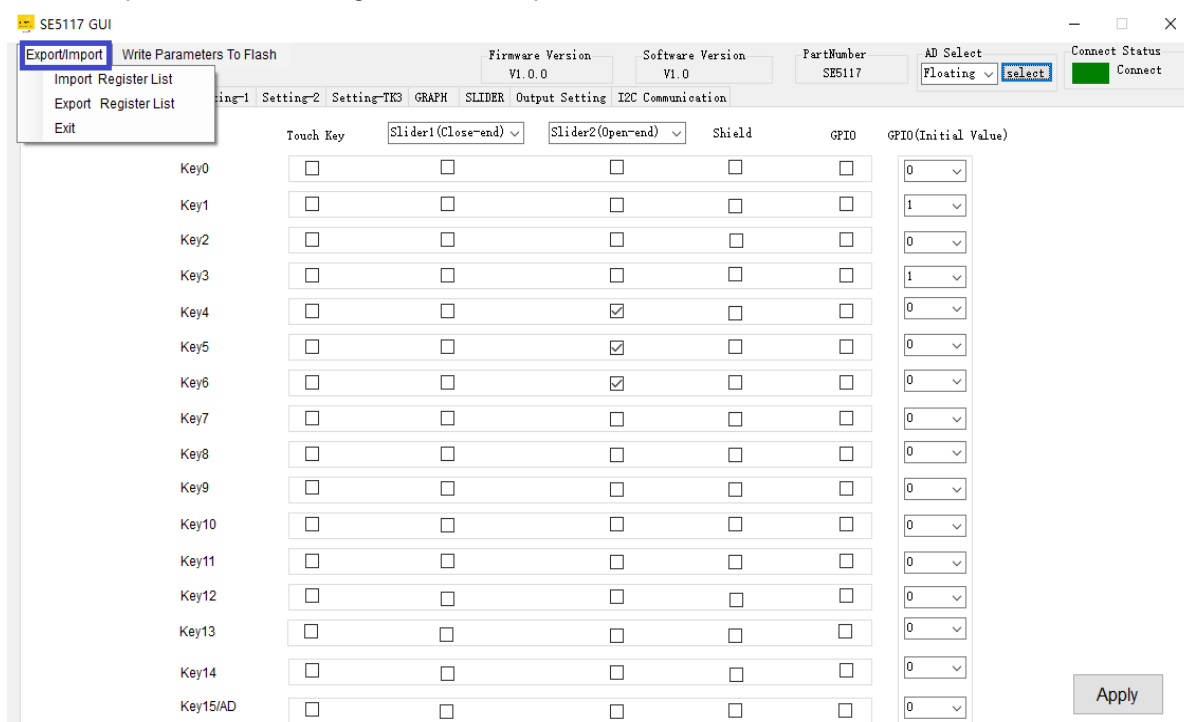 SE5117 GUI
Export/Import Write Parameters To Flash
Firmware Version Software Version PartNumber AD Select Connect Status
V1.0.0 V1.0 SE5117 Floating select Connect
Import Register List
Export Register List
Exit
ing-1 Setting-2 Setting-TK3 GRAPH SLIDER Output Setting I2C Communication
Touch Key Slider1(Close-end) Slider2(Open-end) Shield GPIO GPIO(Initial Value)
Key0 0
Key1 1
Key2 0
Key3 1
Key4 0
Key5 0
Key6 0
Key7 0
Key8 0
Key9 0
Key10 0
Key11 0
Key12 0
Key13 0
Key14 0
Key15/AD 0
Apply